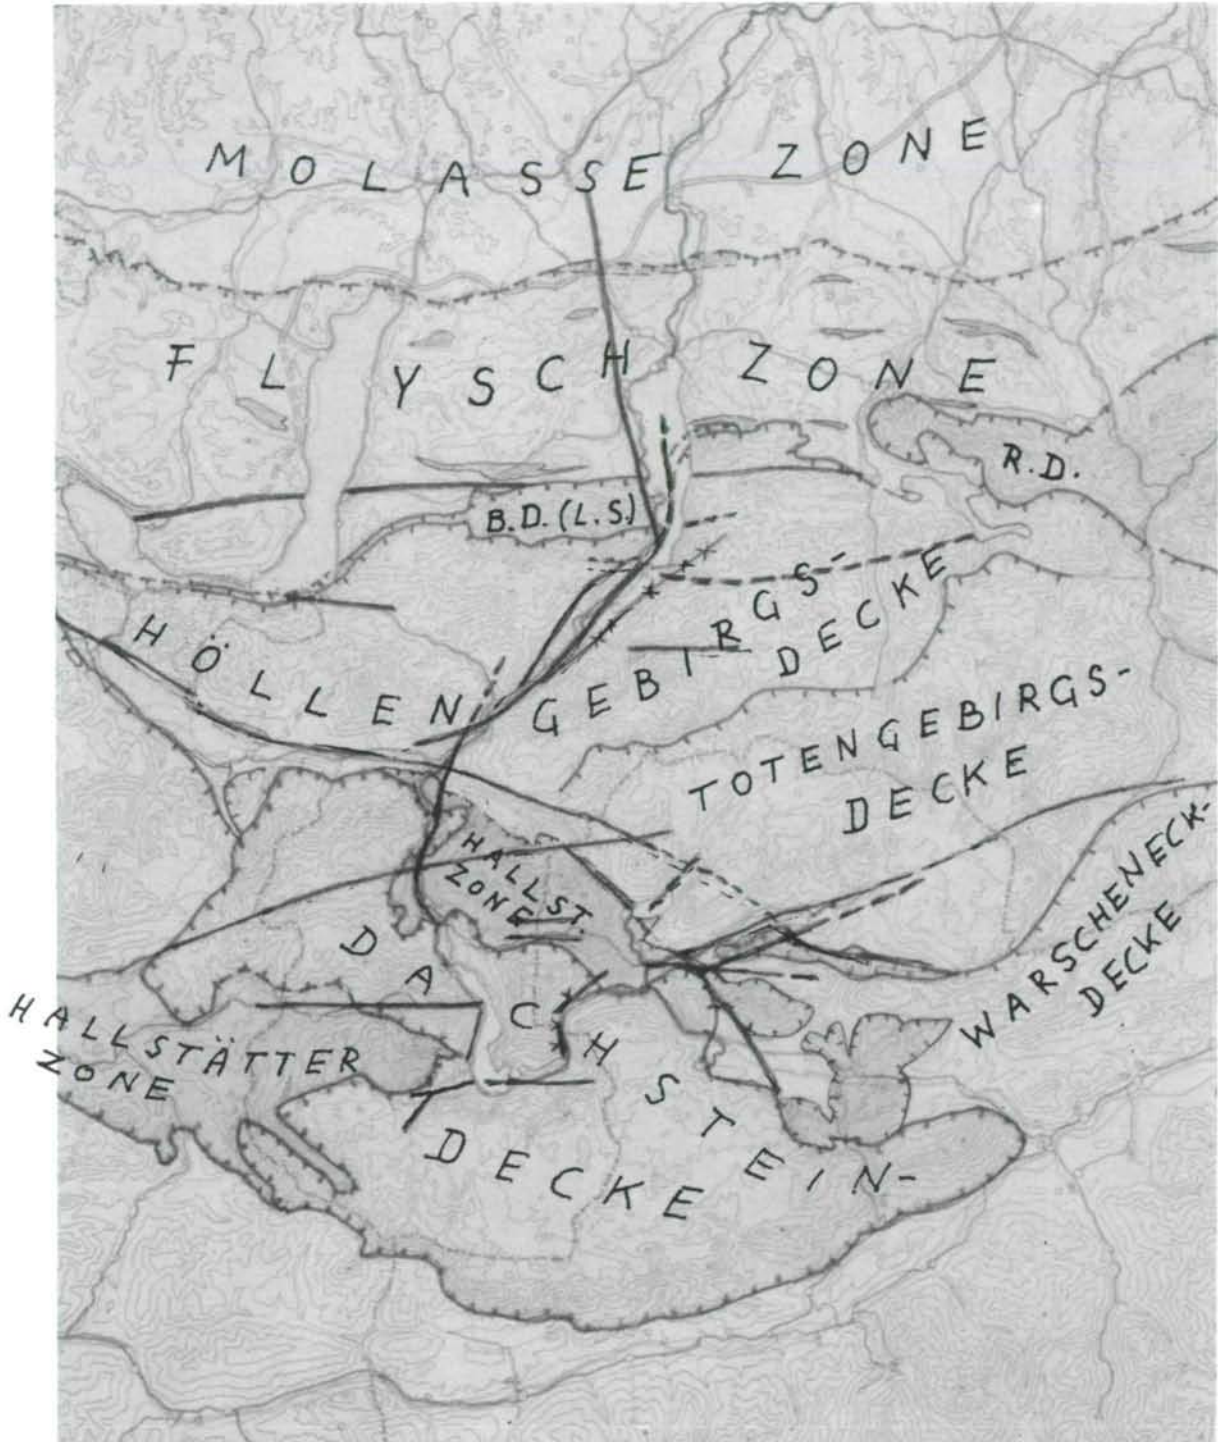 MOLASSE ZONE
FLYSCH ZONE
R.D.
B.D.(L.S.)
HÖLLENGEBIRGS-
DECKE
TOTENGEBIRGS-
DECKE
HALLST.
ZONE
WARSCHENECK-
DECKE
DACHSTEIN-
DECKE
HALLSTÄTTER
ZONE